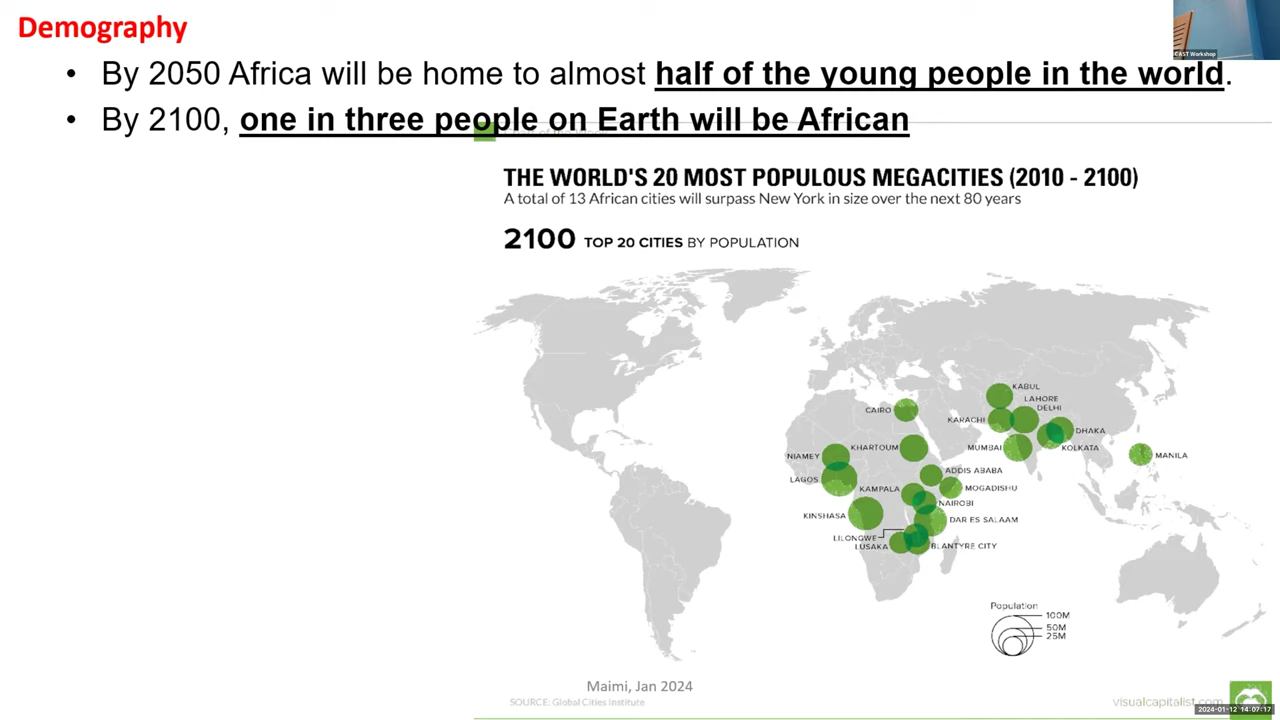 Demography
• By 2050 Africa will be home to almost half of the young people in the world.
• By 2100, one in three people on Earth will be African
ICAST Workshop
THE WORLD'S 20 MOST POPULOUS MEGACITIES (2010 - 2100)
A total of 13 African cities will surpass New York in size over the next 80 years
2100 TOP 20 CITIES BY POPULATION
KABUL
LAHORE
DELHI
CAIRO
KARACHI
DHAKA
KHARTOUM
MUMBAI
KOLKATA
NIAMEY
MANILA
ADDIS ABABA
LAGOS
KAMPALA
MOGADISHU
NAIROBI
KINSHASA
DAR ES SALAAM
LILONGWE
LUSAKA
BLANTYRE CITY
Population
100M
50M
25M
Maimi, Jan 2024
SOURCE: Global Cities Institute
visualcapitalist.com
2024-01-12 14:07:17